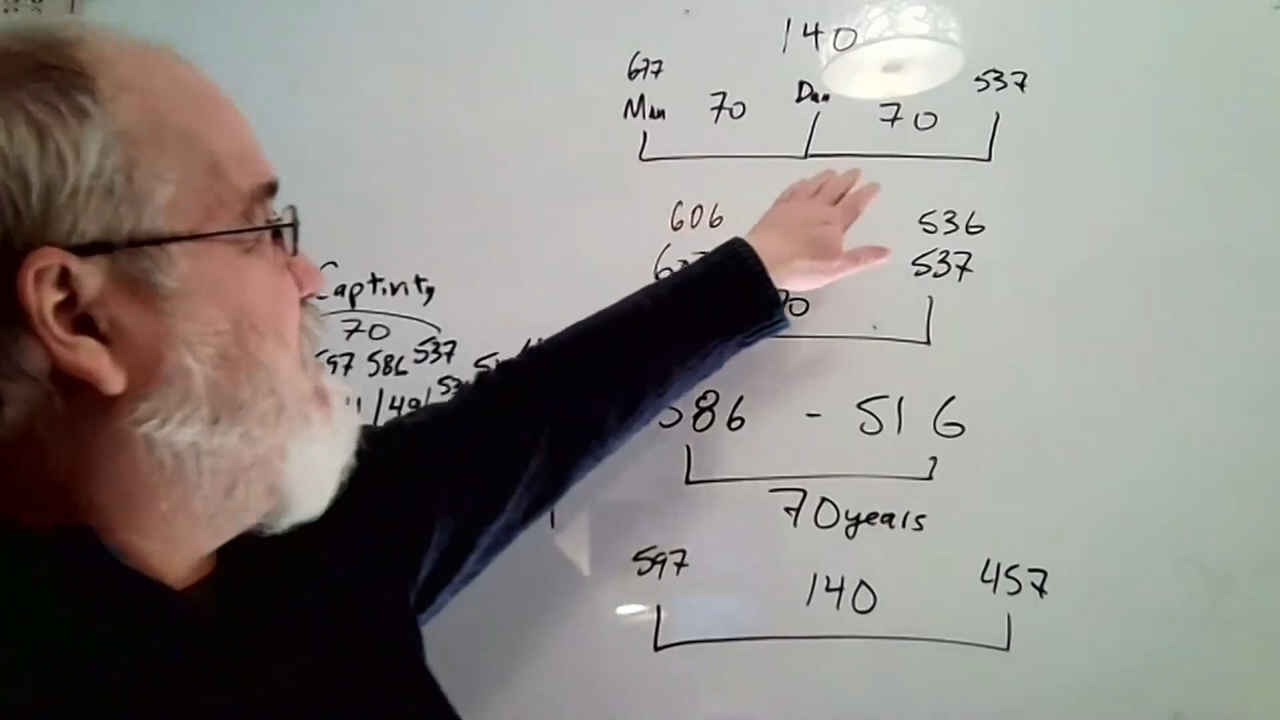 140
677 537
Man 70 Dan 70
606 536
537
Captivity
70
586 537
586 - 516
70 years
597 140 457